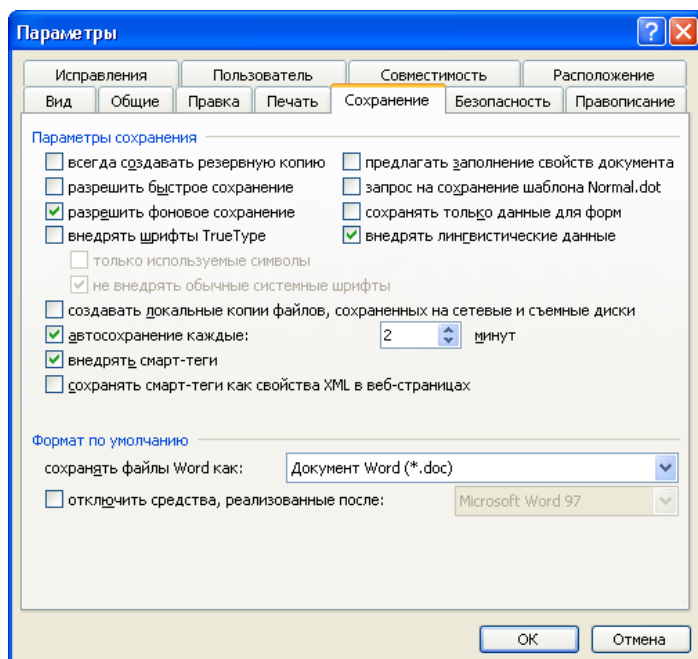 Параметры
Исправления Пользователь Совместимость Расположение
Вид Общие Правка Печать Сохранение Безопасность Правописание
Параметры сохранения
всегда создавать резервную копию предлагать заполнение свойств документа
разрешить быстрое сохранение запрос на сохранение шаблона Normal.dot
разрешить фоновое сохранение сохранять только данные для форм
внедрять шрифты TrueType внедрять лингвистические данные
только используемые символы
не внедрять обычные системные шрифты
создавать локальные копии файлов, сохраненных на сетевые и съемные диски
автосохранение каждые: 2 минут
внедрять смарт-теги
сохранять смарт-теги как свойства XML в веб-страницах
Формат по умолчанию
сохранять файлы Word как: Документ Word (*.doc)
отключить средства, реализованные после: Microsoft Word 97
ОК Отмена